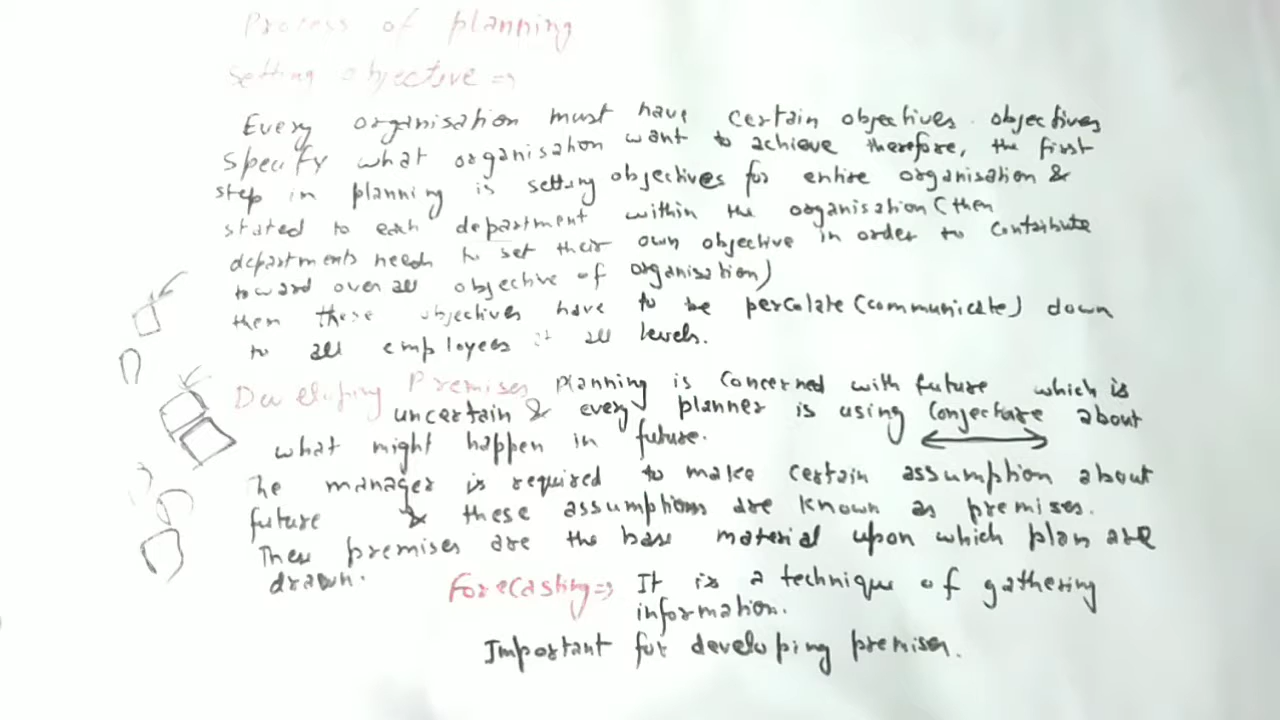 Process of planning
Setting objective ⇒
Every organisation must have certain objectives. objectives
specify what organisation want to achieve therefore, the first
step in planning is setting objectives for entire organisation &
stated to each department within the organisation (then
departments needs to set their own objective in order to contribute
toward over all objective of organisation)
then these objectives have to be percolate (communicate) down
to all employees at all levels.
Developing Premises planning is concerned with future which is
uncertain & every planner is using conjecture about
what might happen in future.
The manager is required to make certain assumption about
future & these assumptions are known as premises.
These premises are the base material upon which plan are
drawn.
Forecasting ⇒ It is a technique of gathering
information.
Important for developing premises.